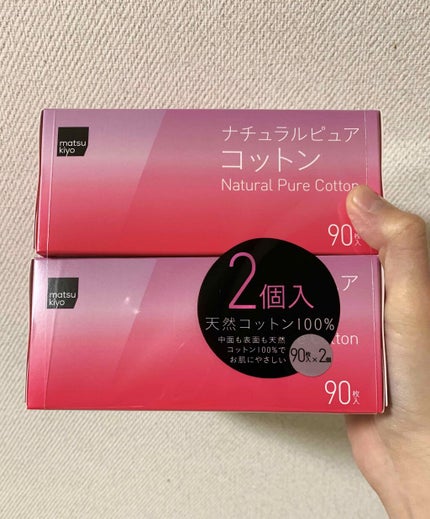 matsu
kiyo
ナチュラルピュア
コットン
Natural Pure Cotton
90枚入
matsu
kiyo
ア
2個入
天然コットン100%
中面も表面も天然
コットン100%で
お肌にやさしい
90枚入×2個
tton
90枚入